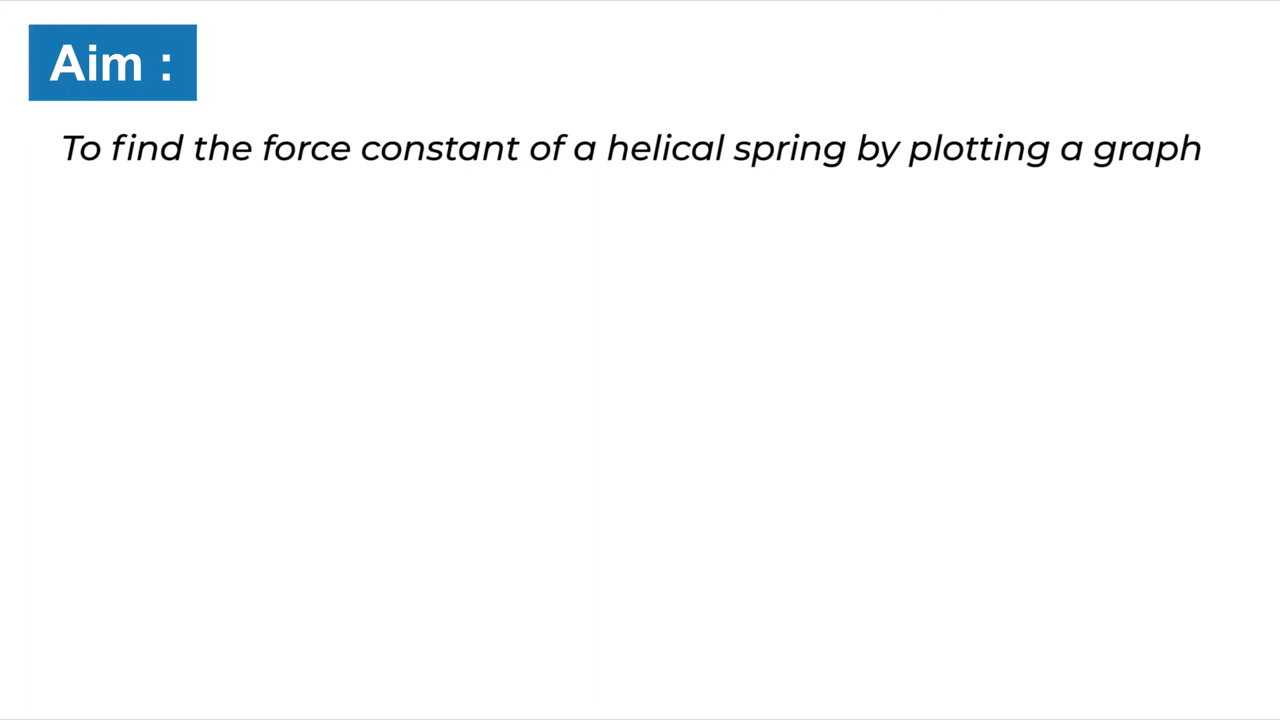 Aim :
To find the force constant of a helical spring by plotting a graph